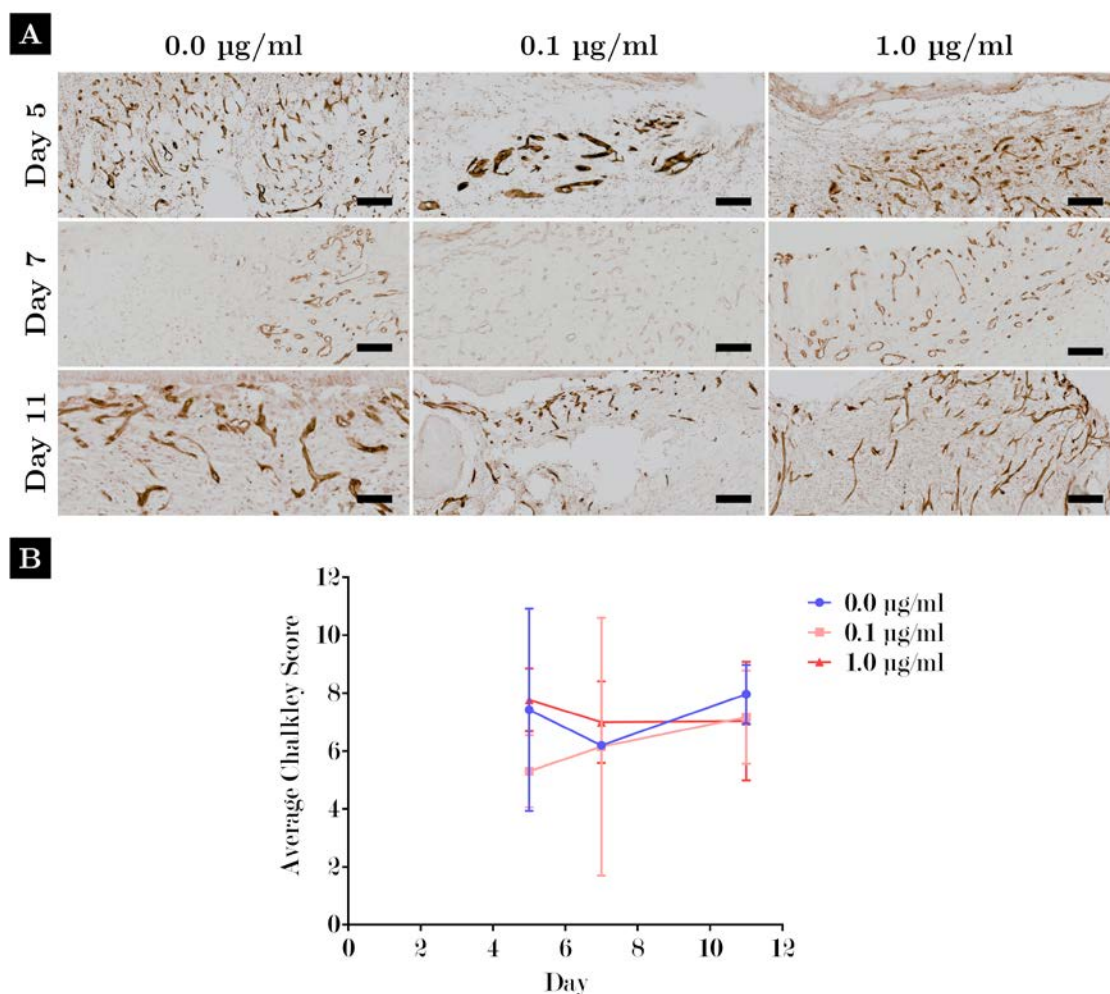 A
0.0 µg/ml 0.1 µg/ml 1.0 µg/ml
Day 5
Day 7
Day 11
B
12
10
8
6
4
2
0
Average Chalkley Score
0 2 4 6 8 10 12
Day
0.0 µg/ml
0.1 µg/ml
1.0 µg/ml